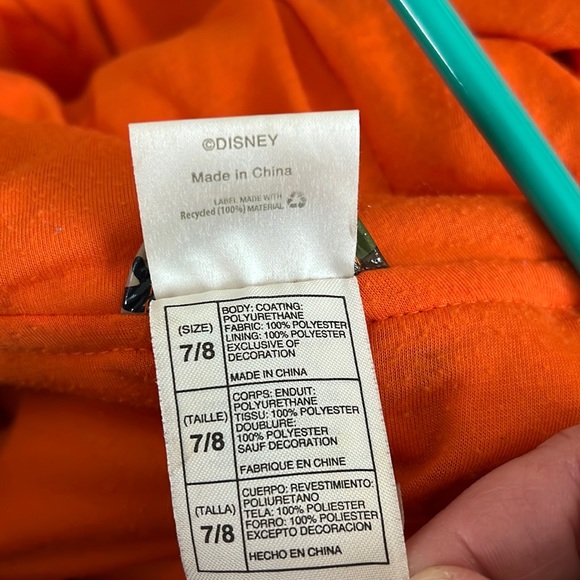 ©DISNEY
Made in China
LABEL MADE WITH
Recycled (100%) MATERIAL
(SIZE)
7/8
BODY: COATING:
POLYURETHANE
FABRIC: 100% POLYESTER
LINING: 100% POLYESTER
EXCLUSIVE OF
DECORATION
MADE IN CHINA
(TAILLE)
7/8
CORPS: ENDUIT:
POLYURETHANE
TISSU: 100% POLYESTER
DOUBLURE:
100% POLYESTER
SAUF DECORATION
FABRIQUE EN CHINE
(TALLA)
7/8
CUERPO: REVESTIMIENTO:
POLIURETANO
TELA: 100% POLIESTER
FORRO: 100% POLIESTER
EXCEPTO DECORACION
HECHO EN CHINA